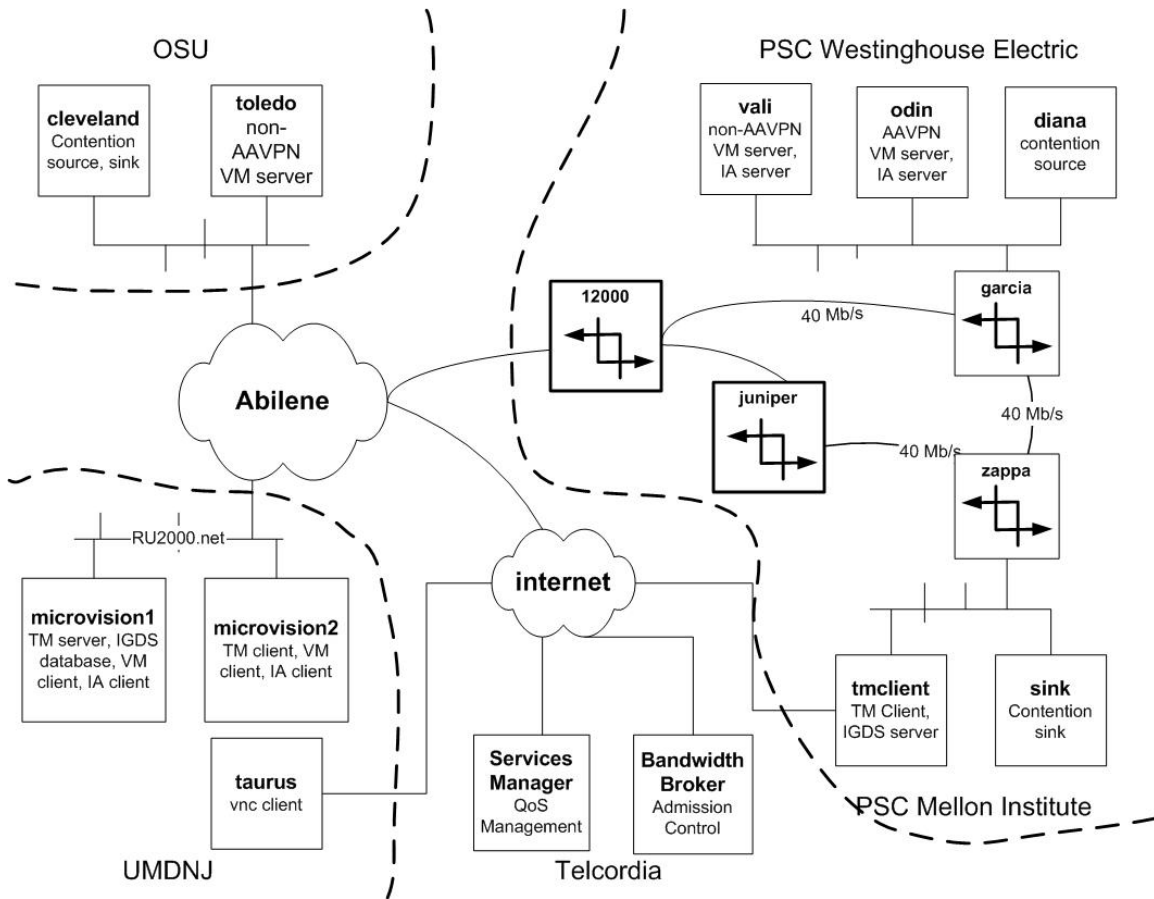 OSU
PSC Westinghouse Electric
cleveland
Contention
source, sink
toledo
non-
AAVPN
VM server
vali
non-AAVPN
VM server,
IA server
odin
AAVPN
VM server,
IA server
diana
contention
source
12000
garcia
40 Mb/s
Abilene
juniper
40 Mb/s
40 Mb/s
zappa
RU2000.net
internet
microvision1
TM server, IGDS
database, VM
client, IA client
microvision2
TM client, VM
client, IA client
tmclient
TM Client,
IGDS server
sink
Contention
sink
taurus
vnc client
Services
Manager
QoS
Management
Bandwidth
Broker
Admission
Control
PSC Mellon Institute
UMDNJ
Telcordia